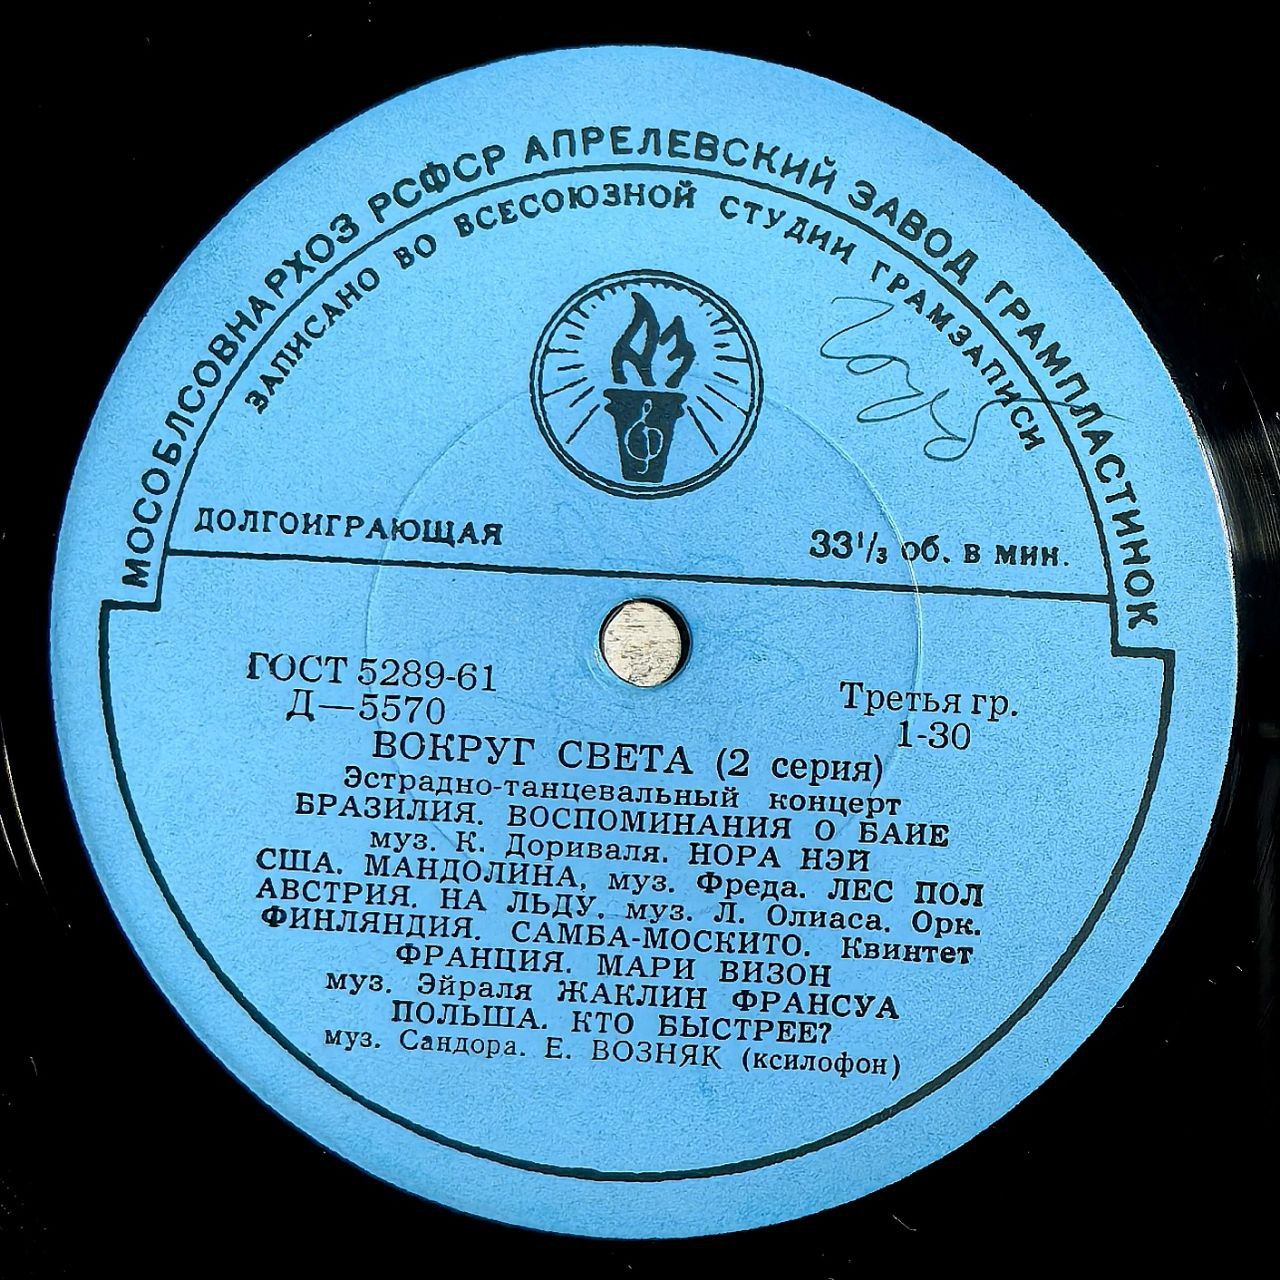 МОСОБЛСОВНАРХОЗ РСФСР АПРЕЛЕВСКИЙ ЗАВОД ГРАМПЛАСТИНОК
ЗАПИСАНО ВО ВСЕСОЮЗНОЙ СТУДИИ ГРАМЗАПИСИ
АЗ
ДОЛГОИГРАЮЩАЯ
33 1/3 об. в мин.
ГОСТ 5289-61
Третья гр.
Д—5570
1-30
ВОКРУГ СВЕТА (2 серия)
Эстрадно-танцевальный концерт
БРАЗИЛИЯ. ВОСПОМИНАНИЯ О БАИЕ
муз. К. Дориваля. НОРА НЭЙ
США. МАНДОЛИНА, муз. Фреда. ЛЕС ПОЛ
АВСТРИЯ. НА ЛЬДУ, муз. Л. Олиаса. Орк.
ФИНЛЯНДИЯ. САМБА-МОСКИТО. Квинтет
ФРАНЦИЯ. МАРИ ВИЗОН
муз. Эйраля ЖАКЛИН ФРАНСУА
ПОЛЬША. КТО БЫСТРЕЕ?
муз. Сандора. Е. ВОЗНЯК (ксилофон)